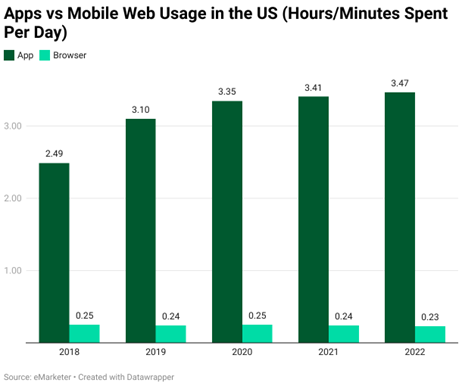 Apps vs Mobile Web Usage in the US (Hours/Minutes Spent
Per Day)
App Browser
3.47
3.41
3.35
3.10
3.00
2.49
2.00
1.00
0.25 0.24 0.25 0.24 0.23
2018 2019 2020 2021 2022
Source: eMarketer • Created with Datawrapper